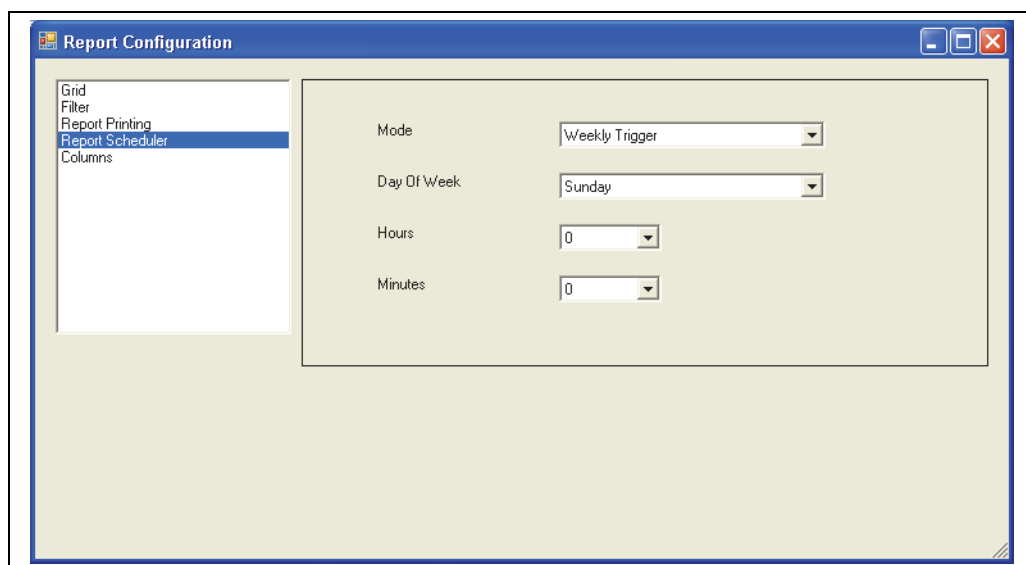 Report Configuration
Grid
Filter
Report Printing
Report Scheduler
Columns
Mode
Weekly Trigger
Day Of Week
Sunday
Hours
0
Minutes
0